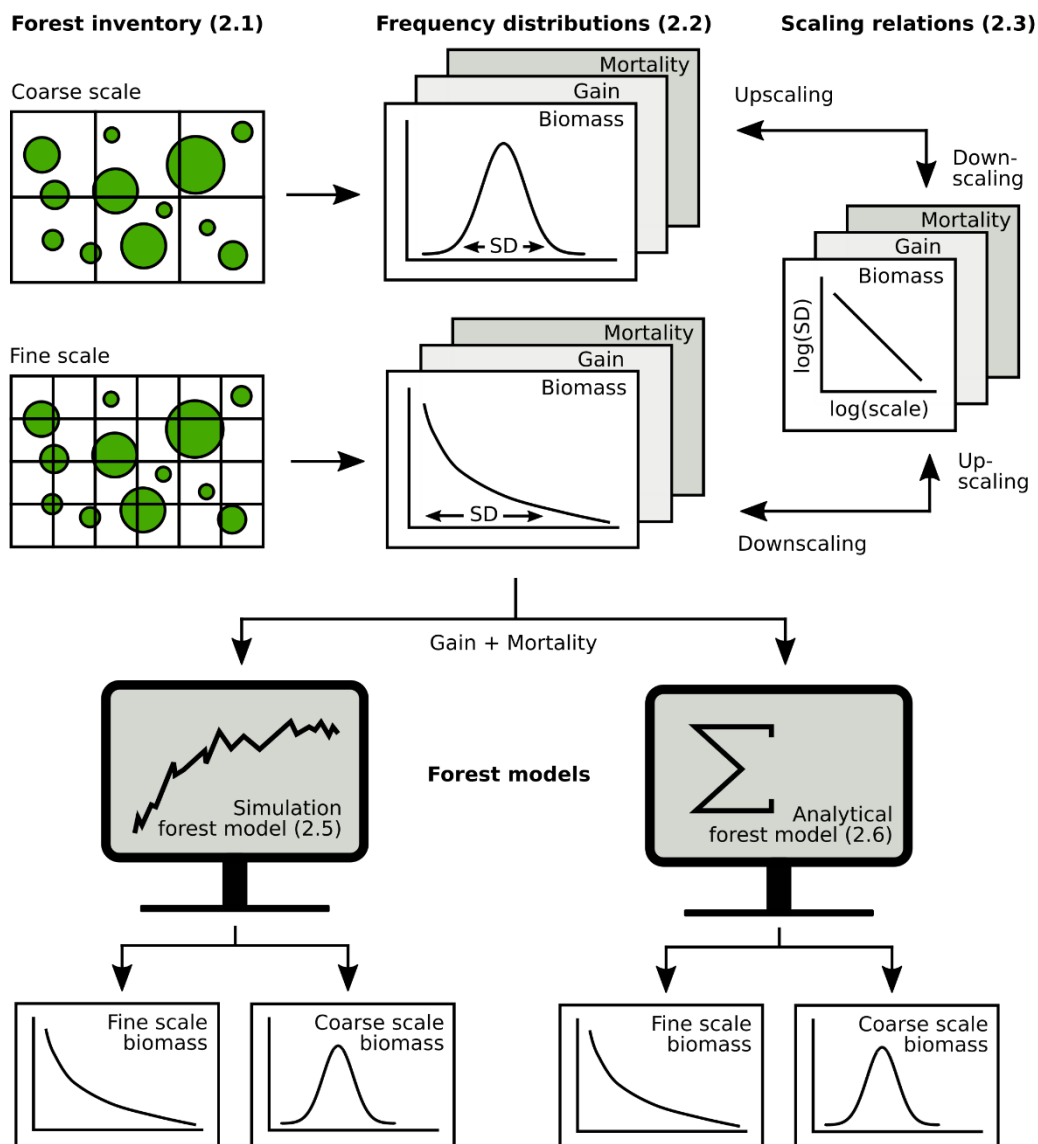 Forest inventory (2.1)
Frequency distributions (2.2)
Scaling relations (2.3)
Coarse scale
Mortality
Gain
Biomass
SD
Upscaling
Down-
scaling
Mortality
Gain
Biomass
log(SD)
log(scale)
Fine scale
Mortality
Gain
Biomass
SD
Up-
scaling
Downscaling
Gain + Mortality
Forest models
Simulation
forest model (2.5)
Analytical
forest model (2.6)
Fine scale
biomass
Coarse scale
biomass
Fine scale
biomass
Coarse scale
biomass